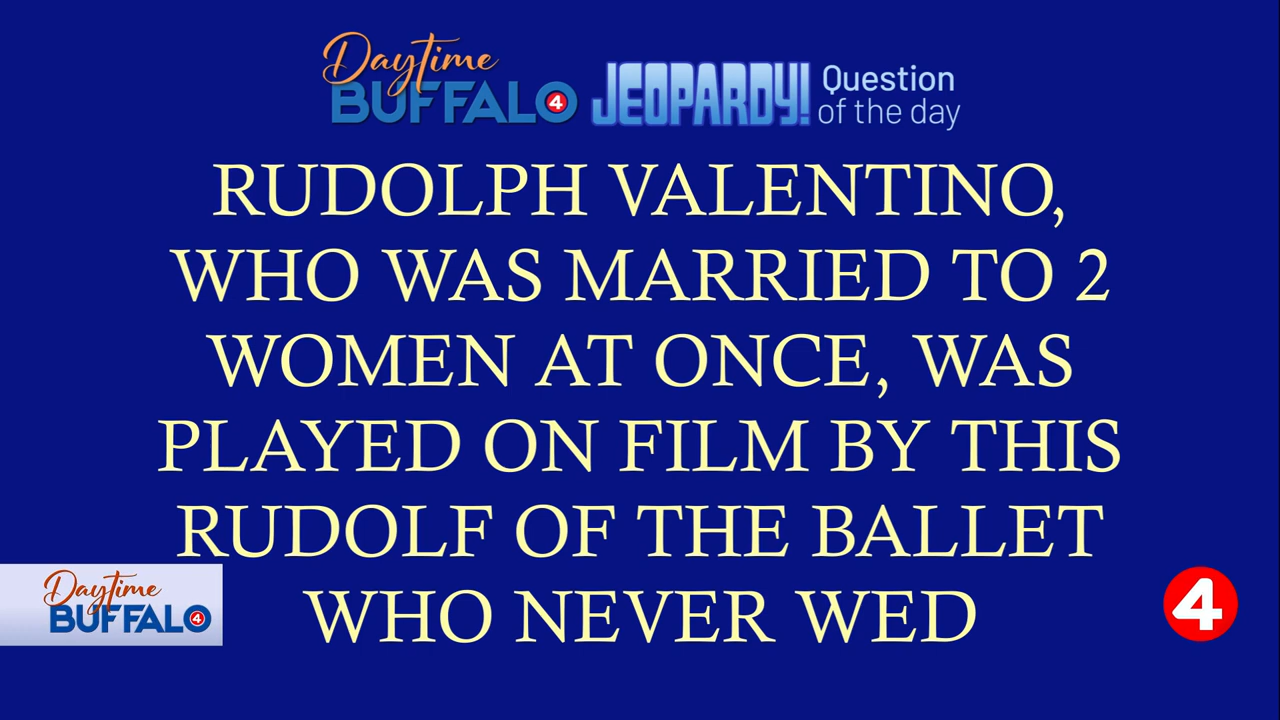 Daytime
BUFFALO 4
JEOPARDY!
Question
of the day
RUDOLPH VALENTINO,
WHO WAS MARRIED TO 2
WOMEN AT ONCE, WAS
PLAYED ON FILM BY THIS
RUDOLF OF THE BALLET
WHO NEVER WED
Daytime
BUFFALO 4
4